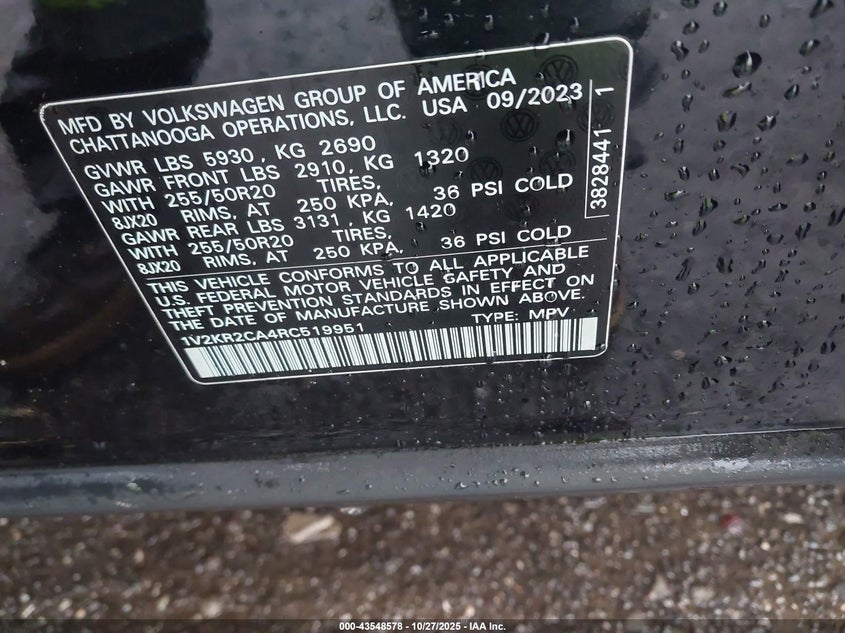 MFD BY VOLKSWAGEN GROUP OF AMERICA
CHATTANOOGA OPERATIONS, LLC. USA 09/2023
GVWR LBS 5930, KG 2690
GAWR FRONT LBS 2910, KG 1320
WITH 255/50R20 TIRES,
8JX20 RIMS, AT 250 KPA, 36 PSI COLD
GAWR REAR LBS 3131, KG 1420
WITH 255/50R20 TIRES,
8JX20 RIMS, AT 250 KPA, 36 PSI COLD
THIS VEHICLE CONFORMS TO ALL APPLICABLE
U.S. FEDERAL MOTOR VEHICLE SAFETY AND
THEFT PREVENTION STANDARDS IN EFFECT ON
THE DATE OF MANUFACTURE SHOWN ABOVE.
1V2KR2CA4RC519951 TYPE: MPV
3828441 1
000-43548578 - 10/27/2025 - IAA Inc.